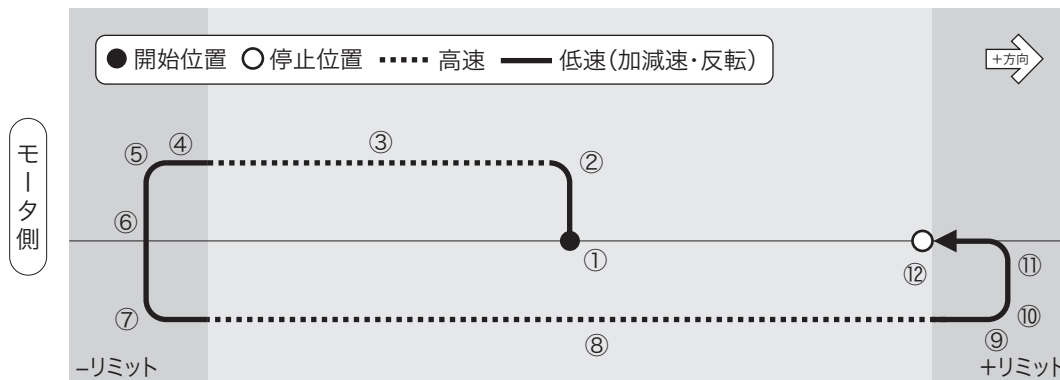 開始位置 停止位置 高速 低速(加減速・反転)
+方向
モータ側
⑤ ④ ③ ②
⑥
①
⑫ ⑪
⑦ ⑧ ⑨ ⑩
−リミット +リミット